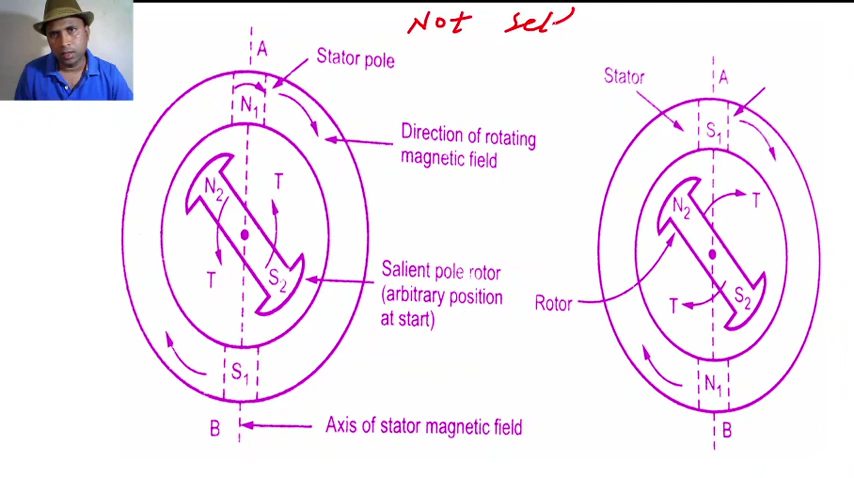 Not sel
A
Stator pole
N1
Direction of rotating
magnetic field
N2
T
T
S2
Salient pole rotor
(arbitrary position
at start)
S1
B
Axis of stator magnetic field
A
Stator
S1
N2
T
Rotor
T
S2
N1
B